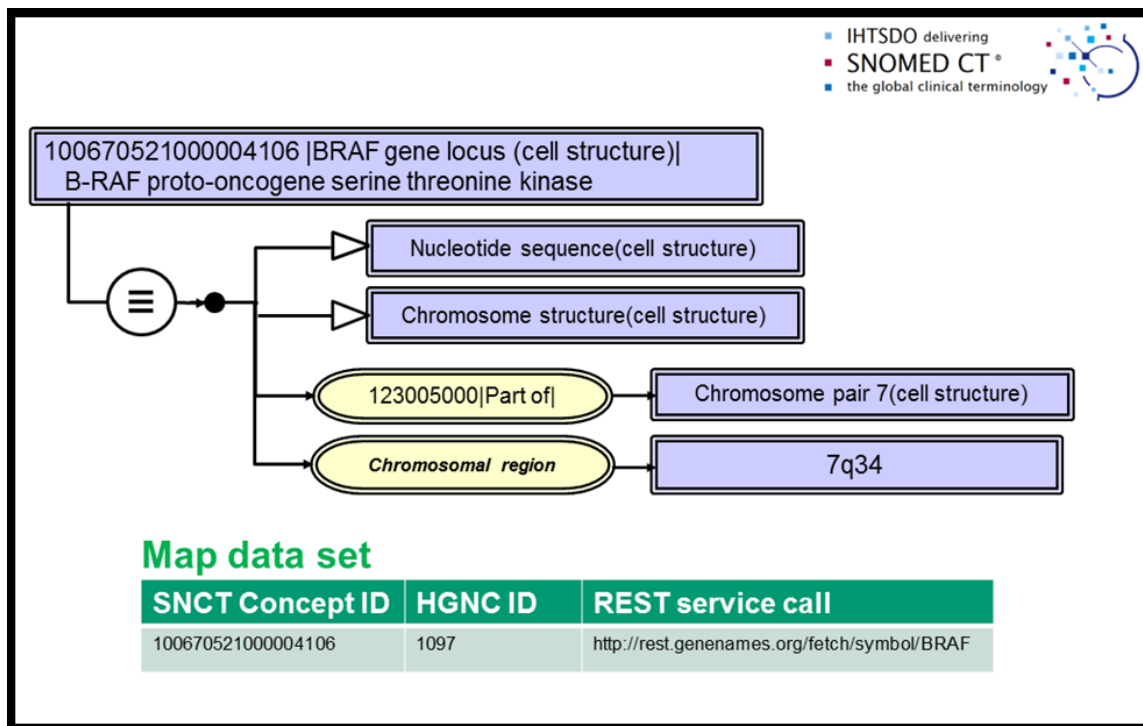 IHTSDO delivering
SNOMED CT ®
the global clinical terminology
100670521000004106 |BRAF gene locus (cell structure)|
B-RAF proto-oncogene serine threonine kinase
Nucleotide sequence(cell structure)
≡
Chromosome structure(cell structure)
123005000|Part of|
Chromosome pair 7(cell structure)
Chromosomal region
7q34
Map data set
SNCT Concept ID HGNC ID REST service call
100670521000004106 1097 http://rest.genenames.org/fetch/symbol/BRAF